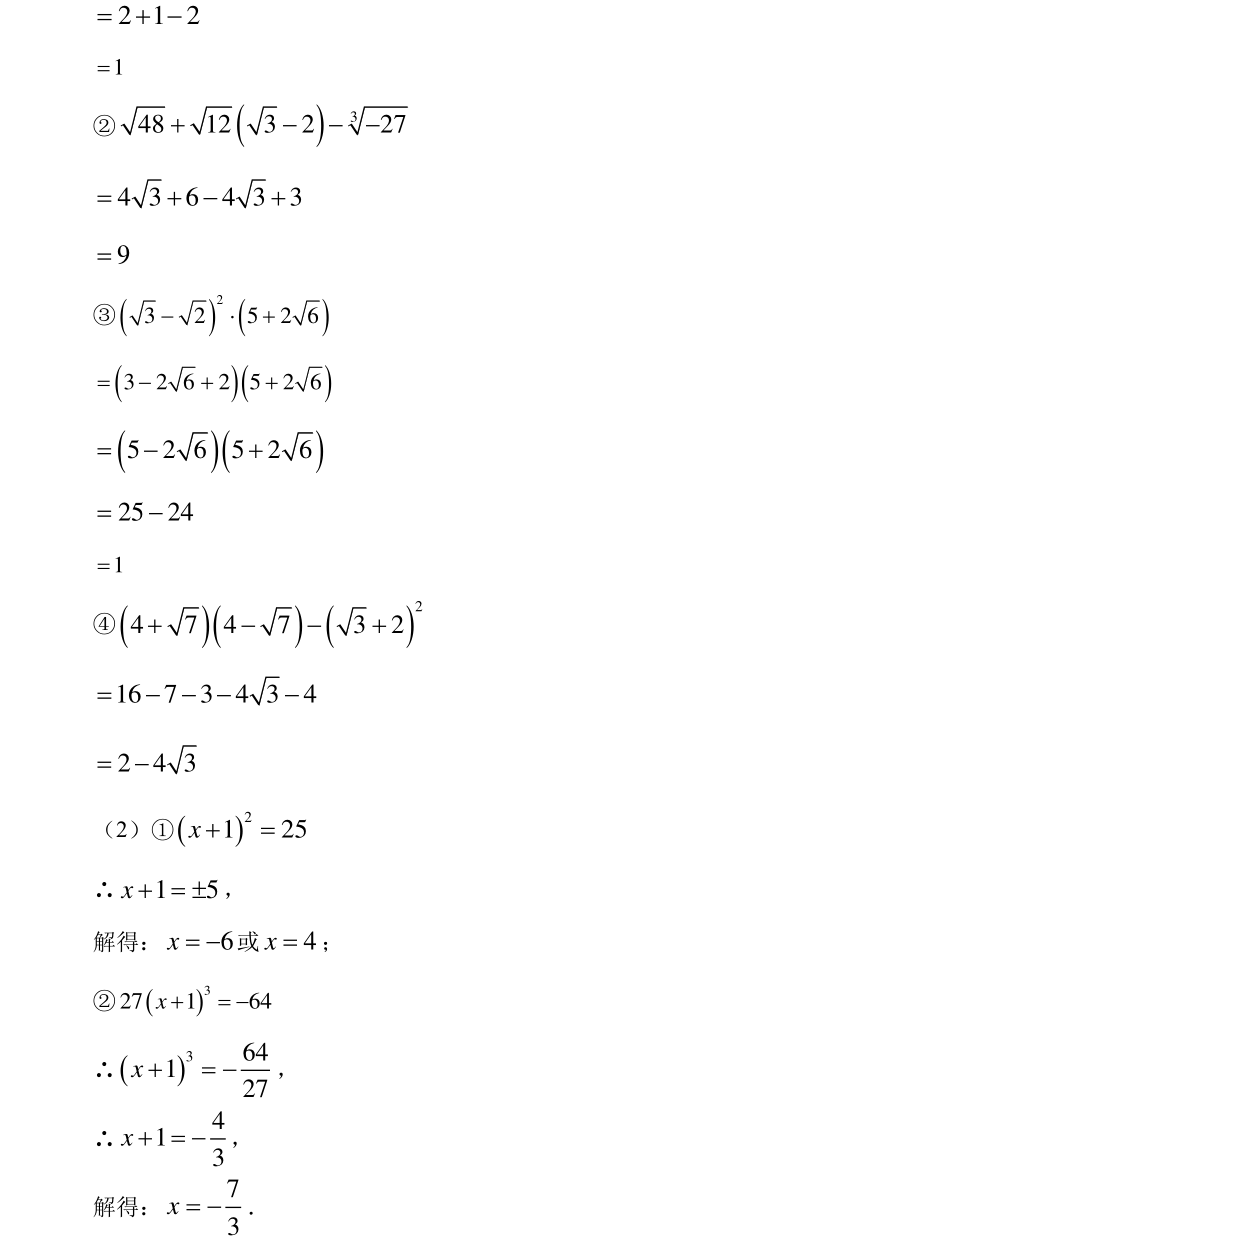 =2+1−2
=1
②√48+√12(√3−2)−∛−27
=4√3+6−4√3+3
=9
③(√3−√2)²·(5+2√6)
=(3−2√6+2)(5+2√6)
=(5−2√6)(5+2√6)
=25−24
=1
④(4+√7)(4−√7)−(√3+2)²
=16−7−3−4√3−4
=2−4√3
（2）①(x+1)²=25
∴x+1=±5，
解得：x=−6或x=4；
②27(x+1)³=−64
∴(x+1)³=−64/27，
∴x+1=−4/3，
解得：x=−7/3．